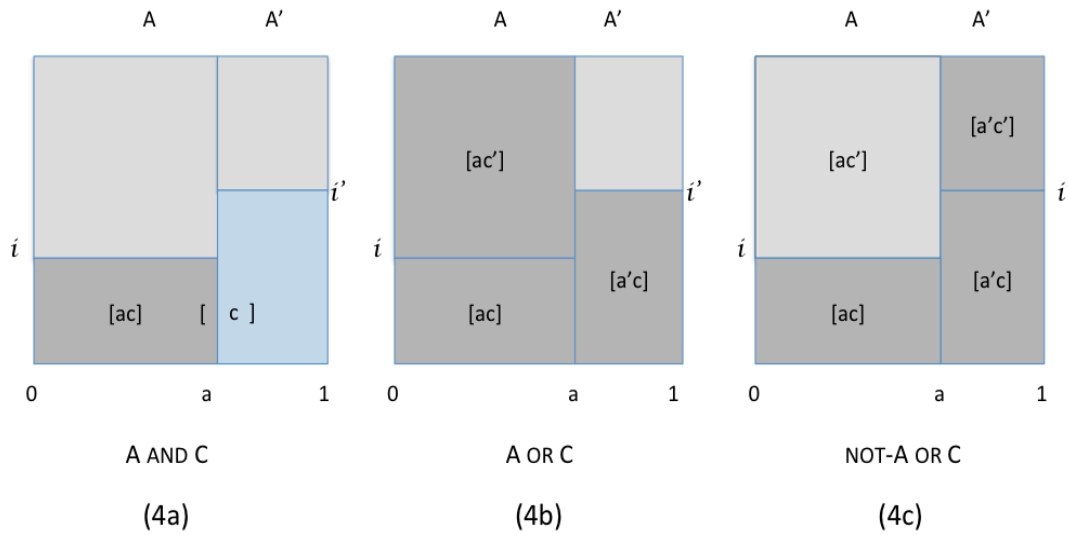 A A’ A A’ A A’
[ac’] [a’c’]
[ac’]
i’ i
i i i
[a’c] [a’c]
[ac] [ c ] [ac] [ac]
0 a 1 0 a 1 0 a 1
A AND C A OR C NOT-A OR C
(4a) (4b) (4c)